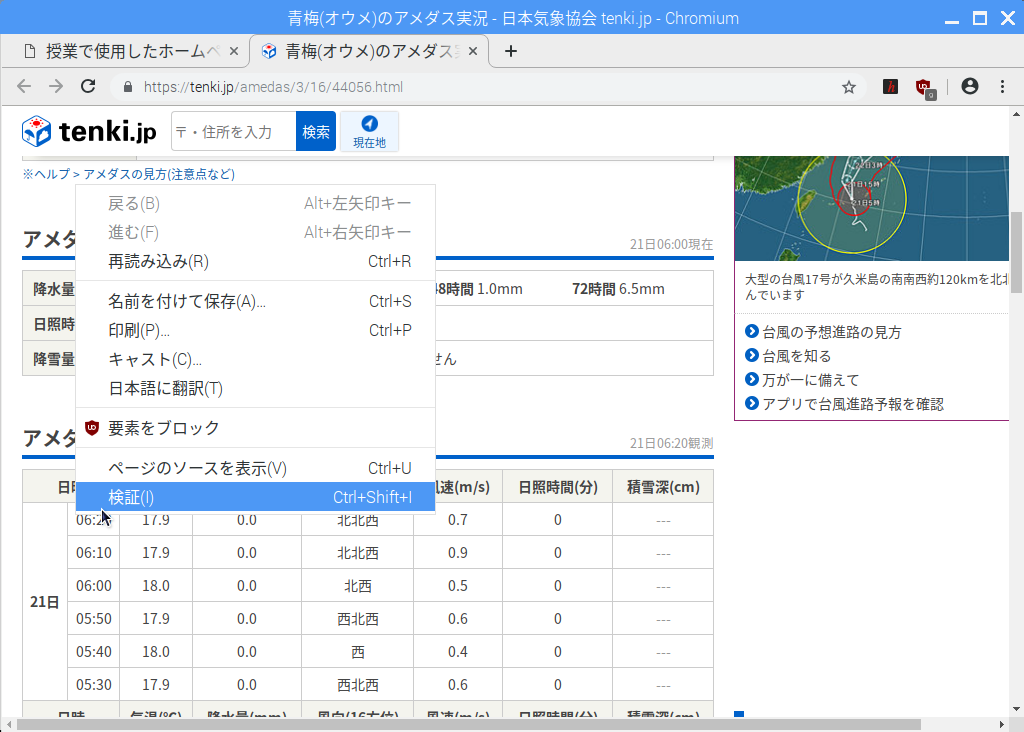 青梅(オウメ)のアメダス実況 - 日本気象協会 tenki.jp - Chromium
授業で使用したホームペ
青梅(オウメ)のアメダス
https://tenki.jp/amedas/3/16/44056.html
tenki.jp
〒・住所を入力
検索
現在地
※ヘルプ > アメダスの見方(注意点など)
戻る(B) Alt+左矢印キー
進む(F) Alt+右矢印キー
再読み込み(R) Ctrl+R
名前を付けて保存(A)... Ctrl+S
印刷(P)... Ctrl+P
キャスト(C)...
日本語に翻訳(T)
要素をブロック
ページのソースを表示(V) Ctrl+U
検証(I) Ctrl+Shift+I
アメダ
21日06:00現在
降水量 48時間 1.0mm 72時間 6.5mm
日照時
降雪量 せん
アメダ
21日06:20観測
日時 風速(m/s) 日照時間(分) 積雪深(cm)
21日
06:2 17.9 0.0 北北西 0.7 0 ---
06:10 17.9 0.0 北北西 0.9 0 ---
06:00 18.0 0.0 北西 0.5 0 ---
05:50 17.9 0.0 西北西 0.6 0 ---
05:40 18.0 0.0 西 0.4 0 ---
05:30 17.9 0.0 西北西 0.6 0 ---
日時 気温(℃) 降水量(mm) 風向(16方位) 風速(m/s) 日照時間(分) 積雪深(cm)
22日3時
21日15時
21日5時
大型の台風17号が久米島の南南西約120kmを北北
んでいます
台風の予想進路の見方
台風を知る
万が一に備えて
アプリで台風進路予報を確認